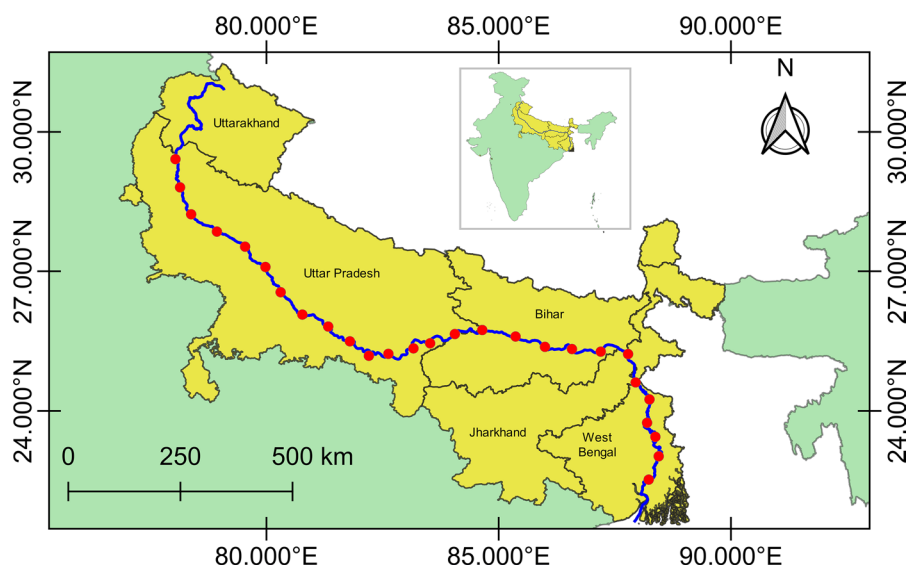 80.000°E 85.000°E 90.000°E
N
30.000°N 30.000°N
Uttarakhand
27.000°N 27.000°N
Uttar Pradesh
Bihar
24.000°N 24.000°N
Jharkhand
West
Bengal
0 250 500 km
80.000°E 85.000°E 90.000°E